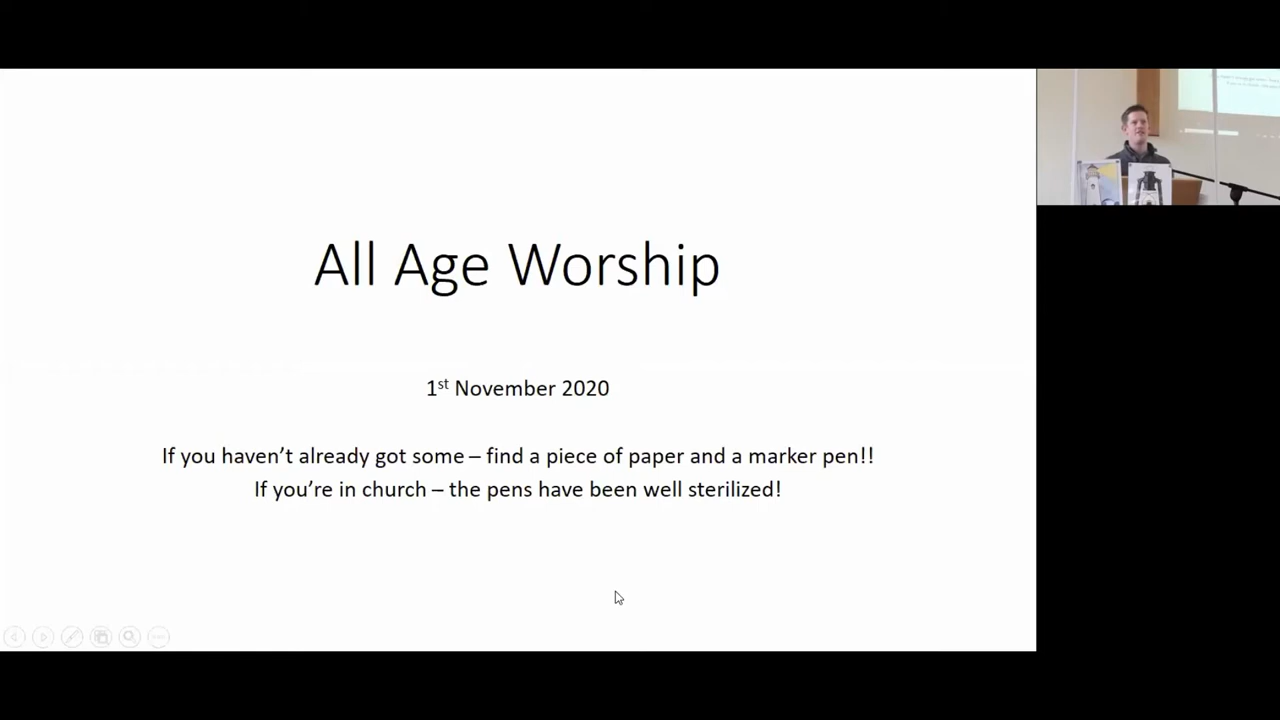 All Age Worship
1st November 2020
If you haven’t already got some – find a piece of paper and a marker pen!!
If you’re in church – the pens have been well sterilized!